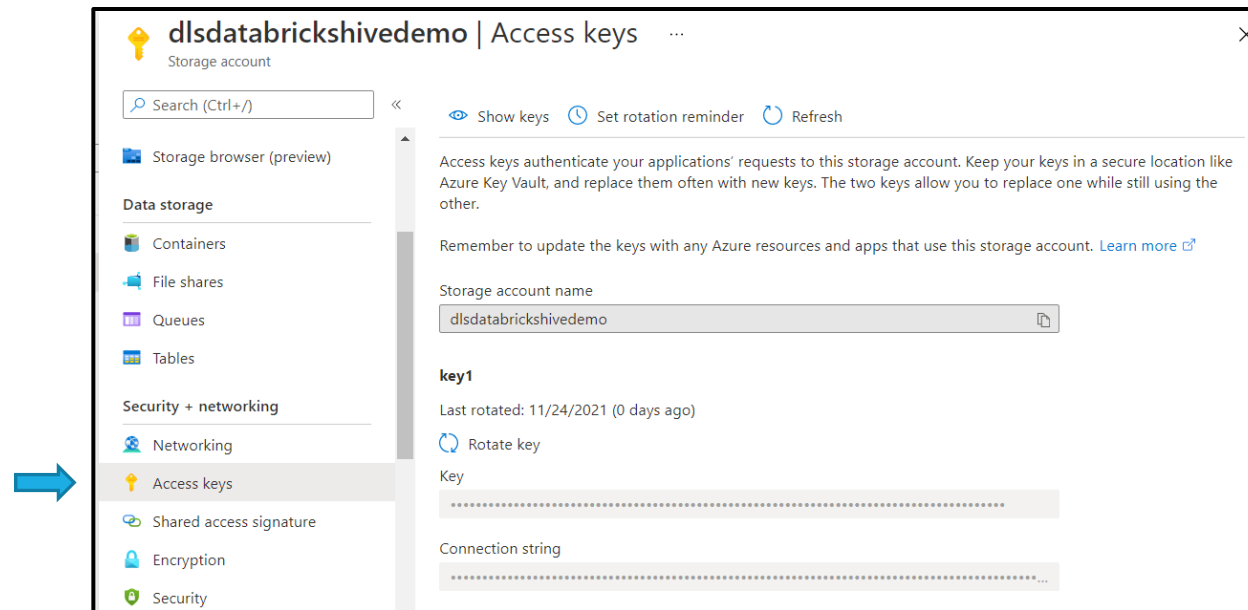 dlsdatabrickshivedemo | Access keys ...
Storage account
Search (Ctrl+/)
«
Storage browser (preview)
Data storage
Containers
File shares
Queues
Tables
Security + networking
Networking
Access keys
Shared access signature
Encryption
Security
Show keys Set rotation reminder Refresh
Access keys authenticate your applications' requests to this storage account. Keep your keys in a secure location like
Azure Key Vault, and replace them often with new keys. The two keys allow you to replace one while still using the
other.
Remember to update the keys with any Azure resources and apps that use this storage account. Learn more
Storage account name
dlsdatabrickshivedemo
key1
Last rotated: 11/24/2021 (0 days ago)
Rotate key
Key
Connection string